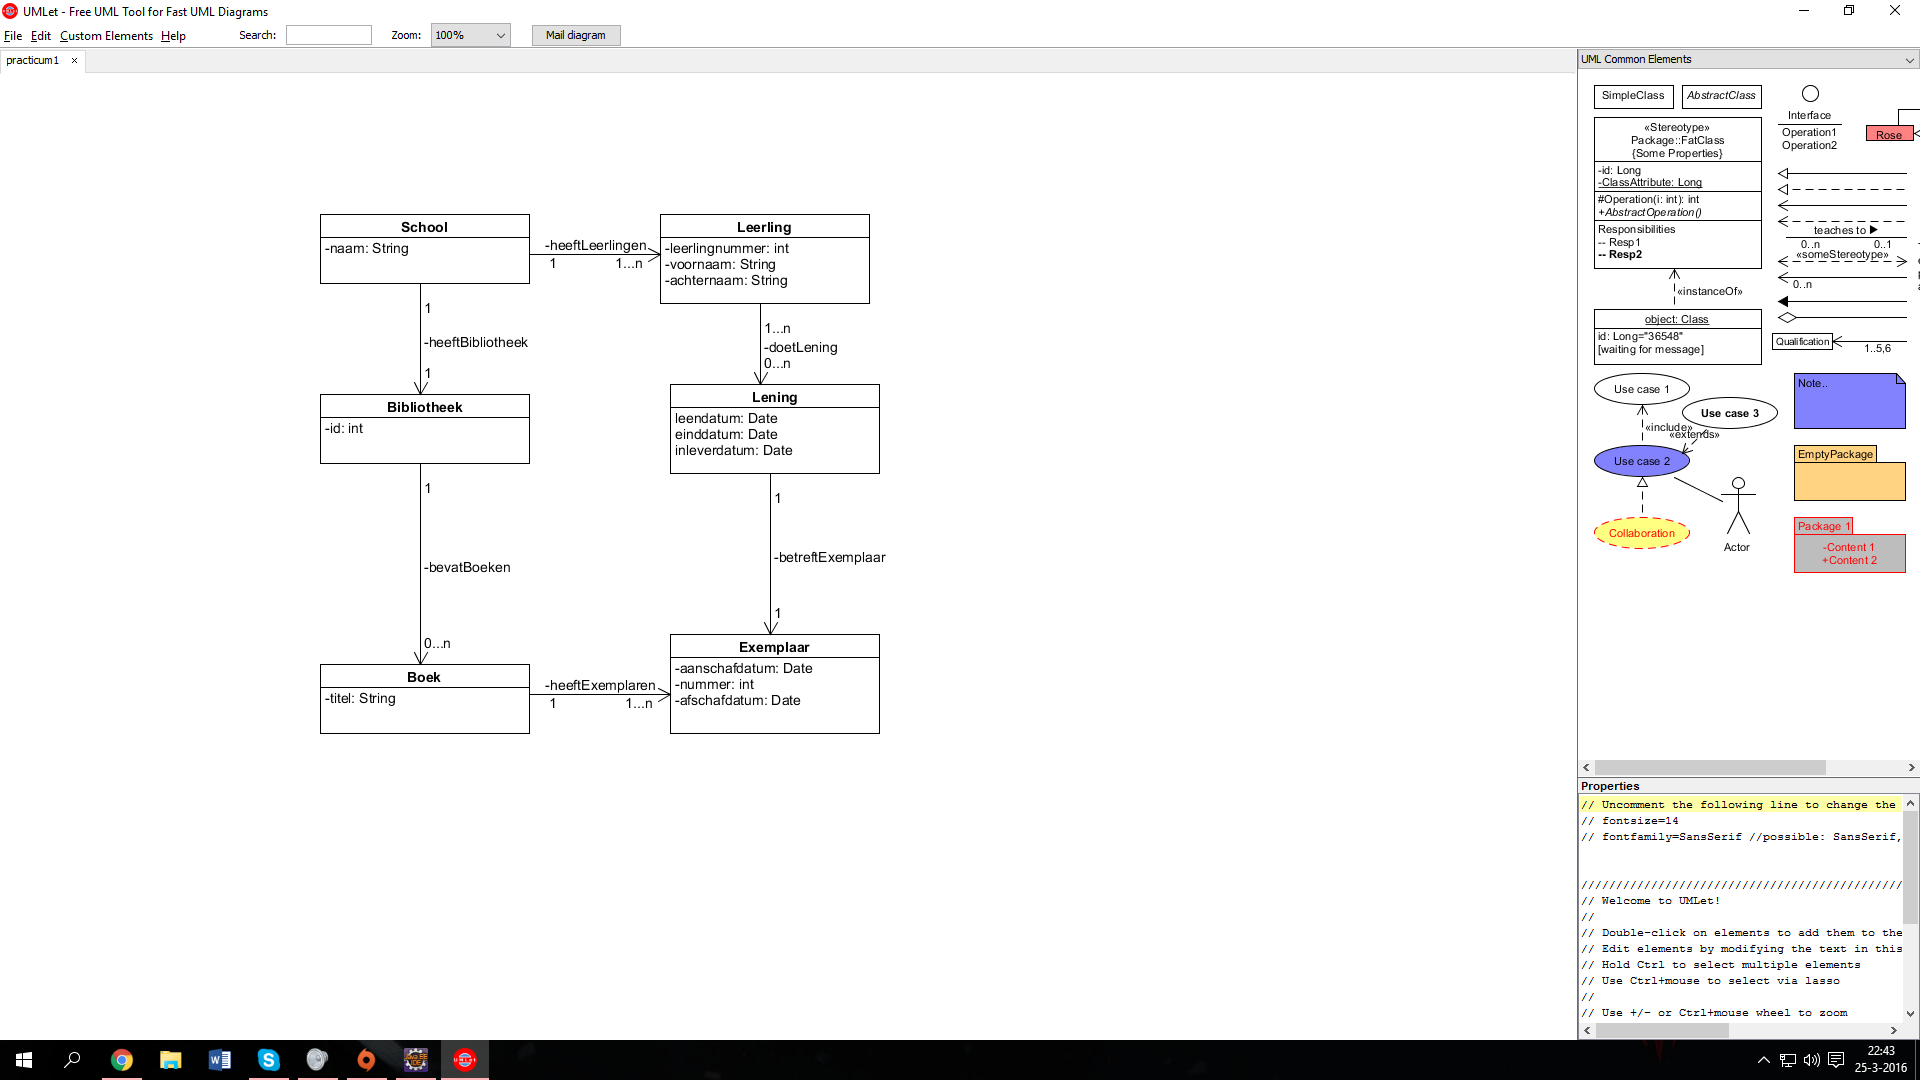 UMLet - Free UML Tool for Fast UML Diagrams
File Edit Custom Elements Help Search: Zoom: 100% Mail diagram
practicum1
School
-naam: String
-heeftLeerlingen
1 1...n
Leerling
-leerlingnummer: int
-voornaam: String
-achternaam: String
1
-heeftBibliotheek
1
1...n
-doetLening
0...n
Bibliotheek
-id: int
Lening
leendatum: Date
einddatum: Date
inleverdatum: Date
1
-bevatBoeken
0...n
1
-betreftExemplaar
1
Boek
-titel: String
-heeftExemplaren
1 1...n
Exemplaar
-aanschafdatum: Date
-nummer: int
-afschafdatum: Date
UML Common Elements
SimpleClass
AbstractClass
Interface
Operation1
Operation2
Rose
«Stereotype»
Package::FatClass
{Some Properties}
-id: Long
-ClassAttribute: Long
#Operation(i: int): int
+AbstractOperation()
Responsibilities
-- Resp1
-- Resp2
teaches to
0..n 0..1
«someStereotype»
0..n
«instanceOf»
object: Class
id: Long="36548"
[waiting for message]
Qualification
1..5,6
Use case 1
Use case 3
«include»
«extends»
Use case 2
Collaboration
Actor
Note..
EmptyPackage
Package 1
-Content 1
+Content 2
Properties
// Uncomment the following line to change the
// fontsize=14
// fontfamily=SansSerif //possible: SansSerif,
//////////////////////////////////////////////
// Welcome to UMLet!
//
// Double-click on elements to add them to the
// Edit elements by modifying the text in this
// Hold Ctrl to select multiple elements
// Use Ctrl+mouse to select via lasso
//
// Use +/- or Ctrl+mouse wheel to zoom
22:43
25-3-2016